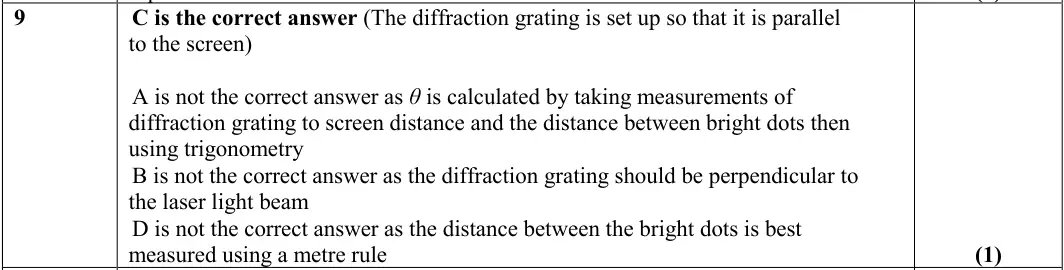 9 C is the correct answer (The diffraction grating is set up so that it is parallel
to the screen)
A is not the correct answer as θ is calculated by taking measurements of
diffraction grating to screen distance and the distance between bright dots then
using trigonometry
B is not the correct answer as the diffraction grating should be perpendicular to
the laser light beam
D is not the correct answer as the distance between the bright dots is best
measured using a metre rule (1)